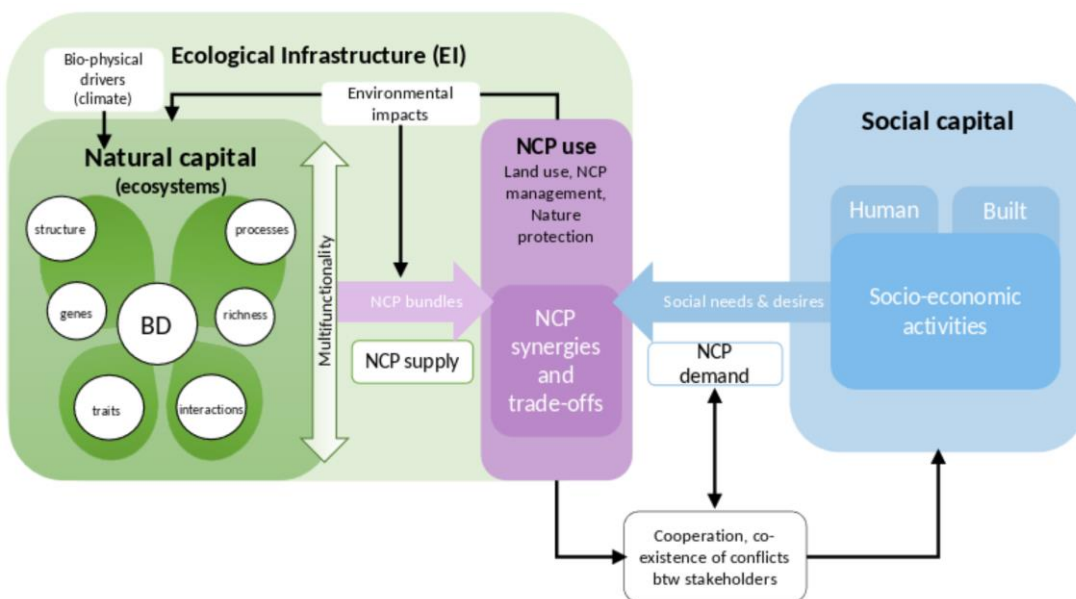 Ecological Infrastructure (EI)
Bio-physical
drivers
(climate)
Environmental
impacts
Natural capital
(ecosystems)
structure
processes
genes
BD
richness
traits
interactions
Multifunctionality
NCP bundles
NCP supply
NCP use
Land use, NCP
management,
Nature
protection
NCP
synergies
and
trade-offs
Social needs & desires
NCP
demand
Social capital
Human
Built
Socio-economic
activities
Cooperation, co-
existence of conflicts
btw stakeholders